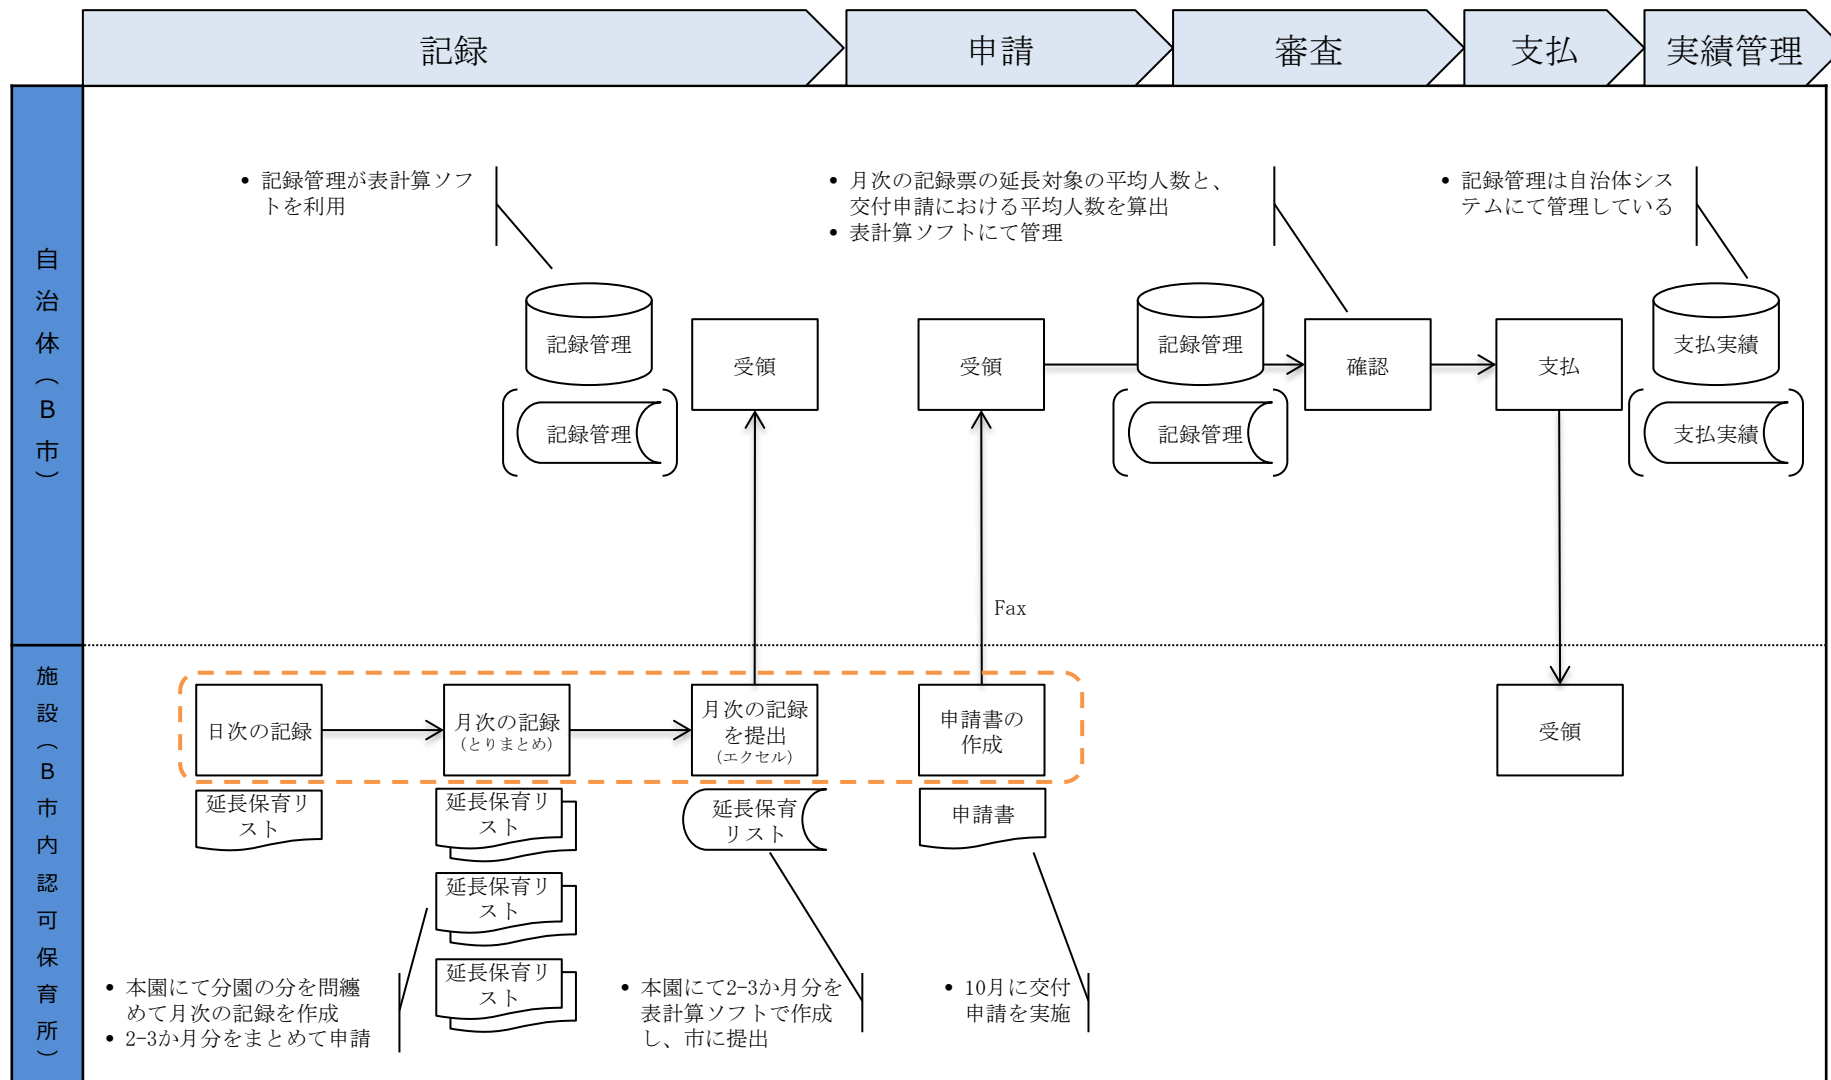 記録
申請
審査
支払
実績管理
自治体（B市）
• 記録管理が表計算ソフ
トを利用
• 月次の記録票の延長対象の平均人数と、
交付申請における平均人数を算出
• 表計算ソフトにて管理
• 記録管理は自治体シス
テムにて管理している
記録管理
記録管理
受領
受領
記録管理
記録管理
確認
支払
支払実績
支払実績
Fax
施設（B市内認可保育所）
日次の記録
月次の記録
（とりまとめ）
月次の記録
を提出
（エクセル）
申請書の
作成
受領
延長保育リ
スト
延長保育リ
スト
延長保育リ
スト
延長保育リ
スト
延長保育
リスト
申請書
• 本園にて分園の分を問纏
めて月次の記録を作成
• 2-3か月分をまとめて申請
• 本園にて2-3か月分を
表計算ソフトで作成
し、市に提出
• 10月に交付
申請を実施